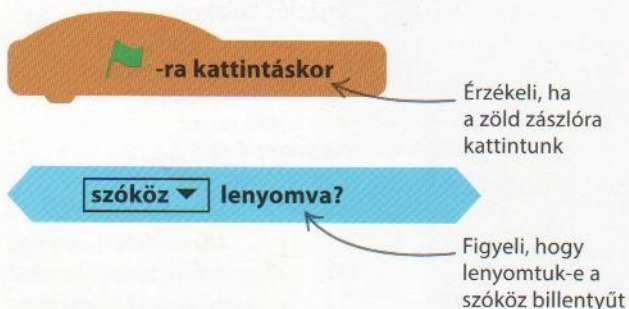 -ra kattintáskor
Érzékeli, ha
a zöld zászlóra
kattintunk
szóköz ▼ lenyomva?
Figyeli, hogy
lenyomtuk-e a
szóköz billentyűt